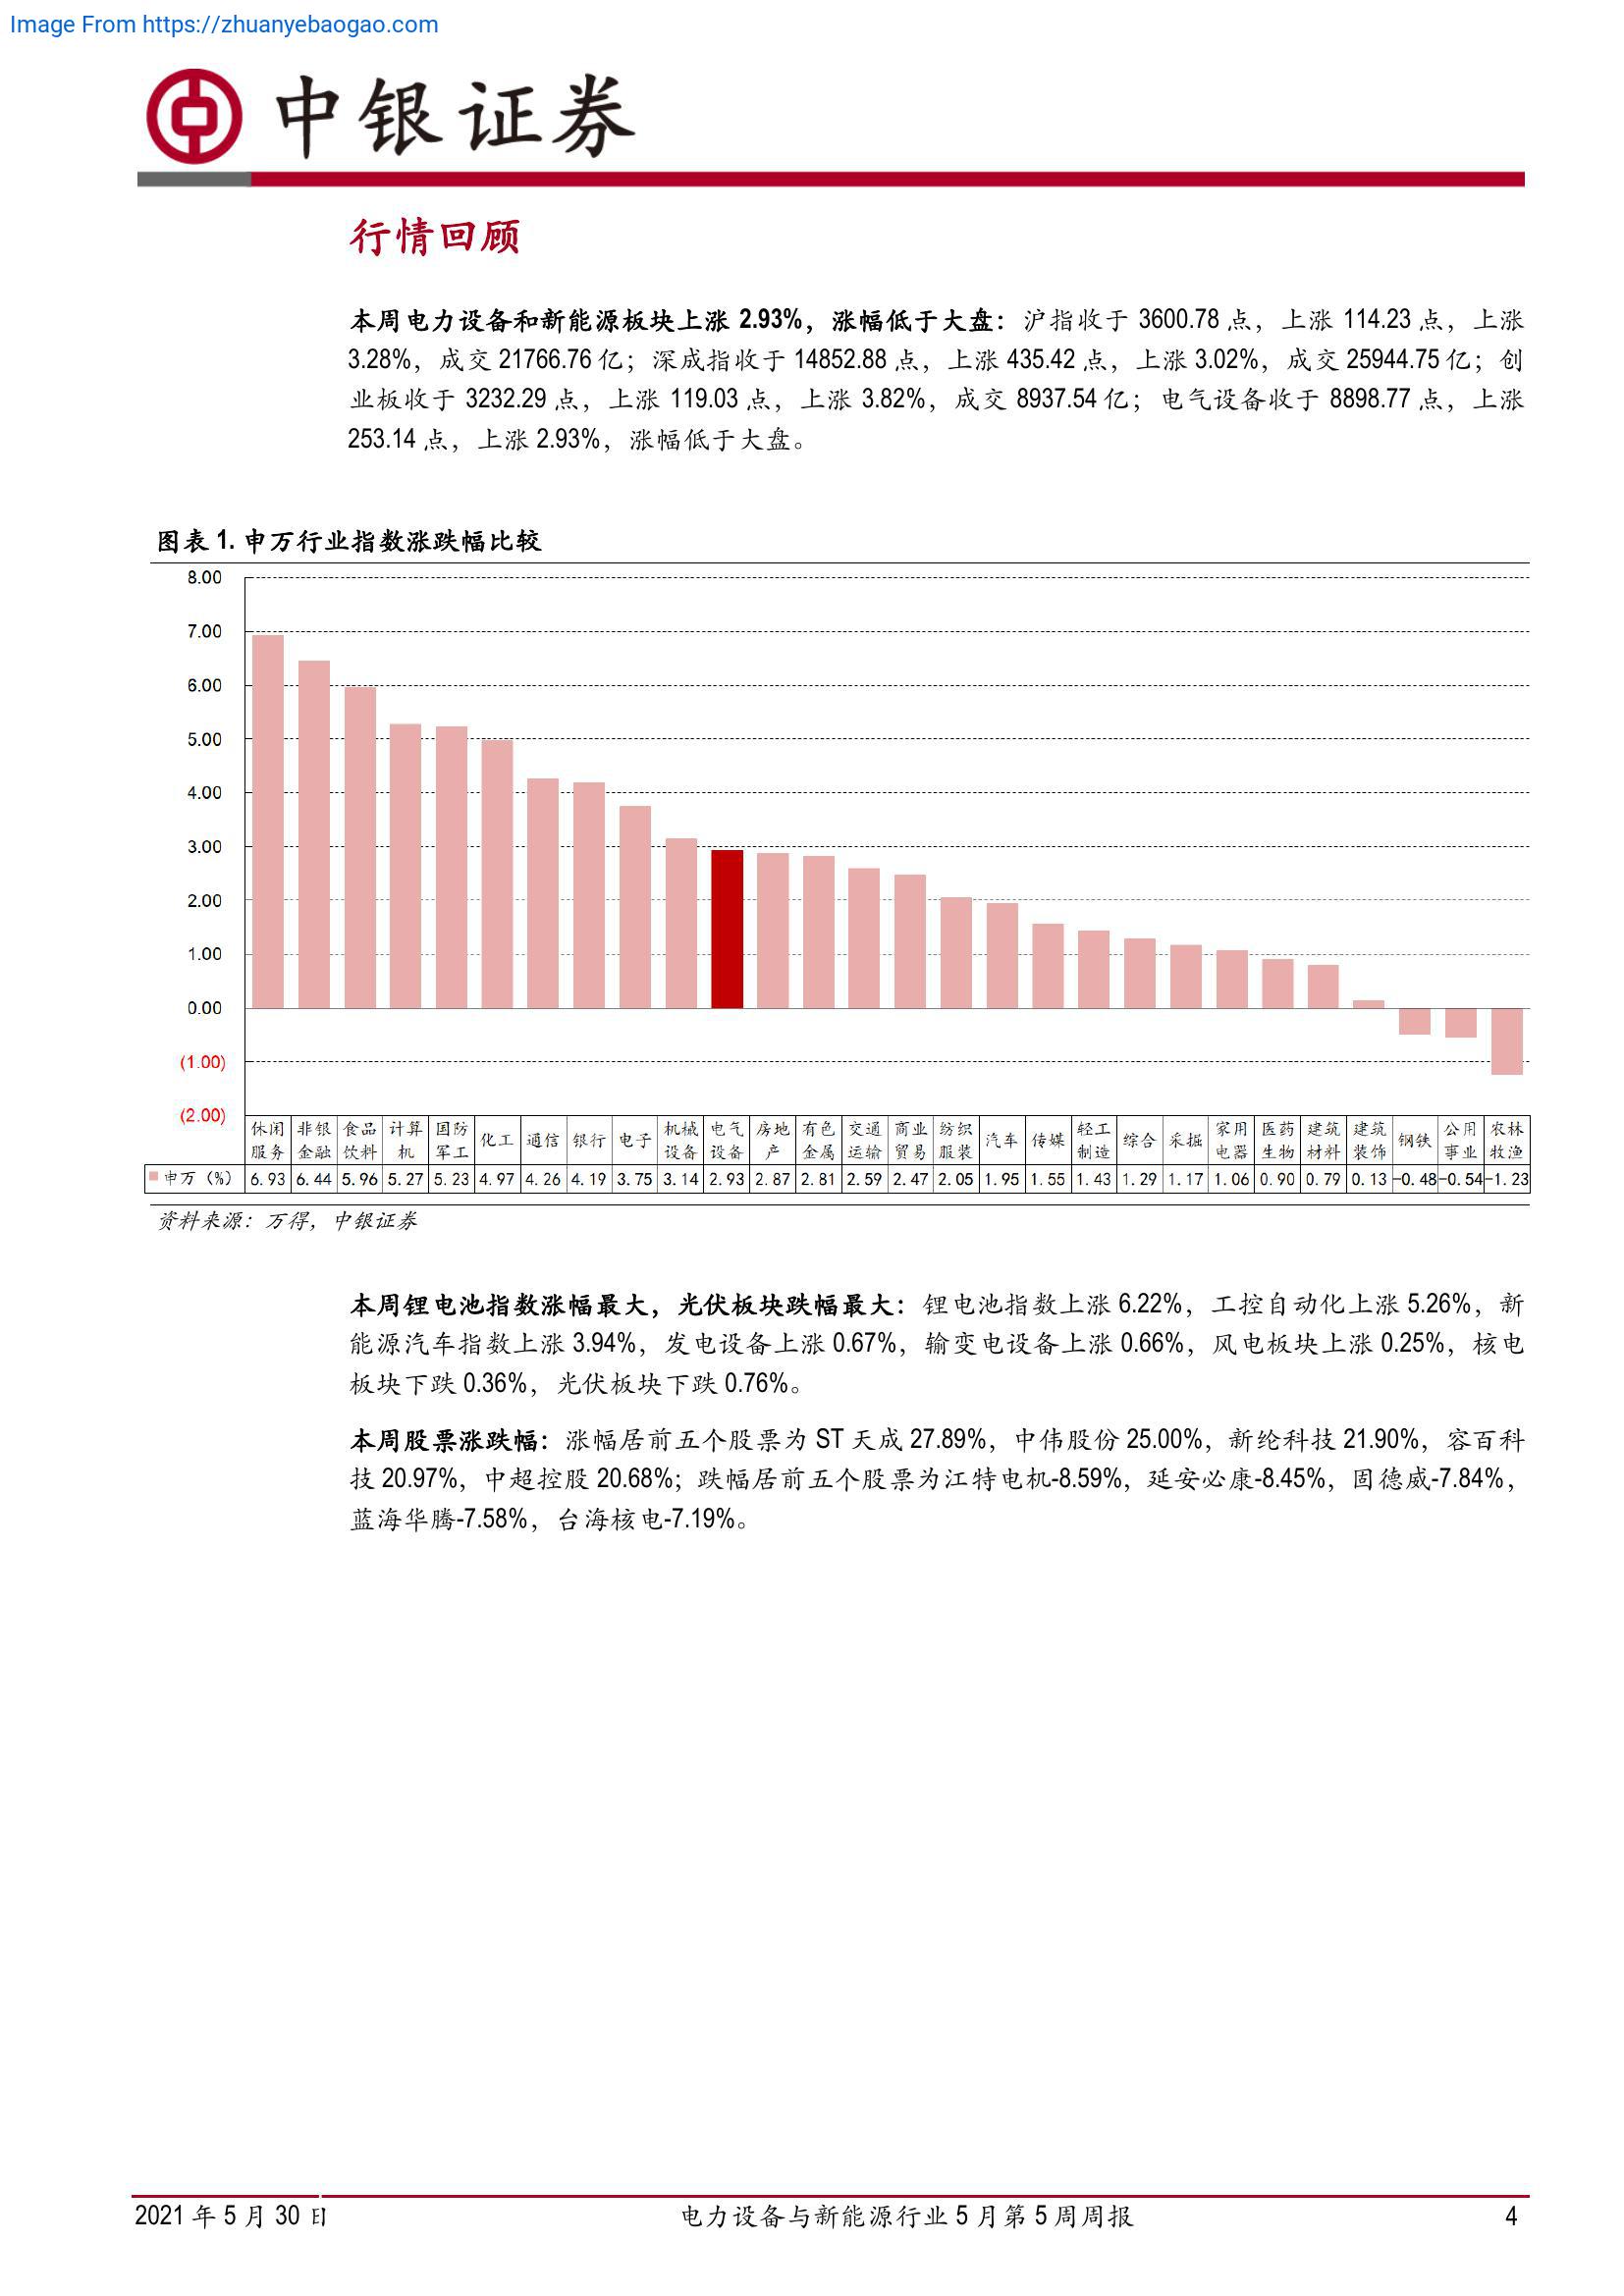 Image From https://zhuanyebaogao.com
中银证券
行情回顾
本周电力设备和新能源板块上涨 2.93%，涨幅低于大盘：沪指收于 3600.78 点，上涨 114.23 点，上涨
3.28%，成交 21766.76 亿；深成指收于 14852.88 点，上涨 435.42 点，上涨 3.02%，成交 25944.75 亿；创
业板收于 3232.29 点，上涨 119.03 点，上涨 3.82%，成交 8937.54 亿；电气设备收于 8898.77 点，上涨
253.14 点，上涨 2.93%，涨幅低于大盘。
图表 1. 申万行业指数涨跌幅比较
8.00
7.00
6.00
5.00
4.00
3.00
2.00
1.00
0.00
(1.00)
(2.00)
休闲 非银 食品 计算 国防 化工 通信 银行 电子 机械 电气 房地 有色 交通 商业 纺织 汽车 传媒 轻工 综合 采掘 家用 医药 建筑 建筑 钢铁 公用 农林
服务 金融 饮料 机 军工 设备 设备 产 金属 运输 贸易 服装 制造 电器 生物 材料 装饰 事业 牧渔
申万（%） 6.93 6.44 5.96 5.27 5.23 4.97 4.26 4.19 3.75 3.14 2.93 2.87 2.81 2.59 2.47 2.05 1.95 1.55 1.43 1.29 1.17 1.06 0.90 0.79 0.13 -0.48 -0.54 -1.23
资料来源：万得，中银证券
本周锂电池指数涨幅最大，光伏板块跌幅最大：锂电池指数上涨 6.22%，工控自动化上涨 5.26%，新
能源汽车指数上涨 3.94%，发电设备上涨 0.67%，输变电设备上涨 0.66%，风电板块上涨 0.25%，核电
板块下跌 0.36%，光伏板块下跌 0.76%。
本周股票涨跌幅：涨幅居前五个股票为 ST 天成 27.89%，中伟股份 25.00%，新纶科技 21.90%，容百科
技 20.97%，中超控股 20.68%；跌幅居前五个股票为江特电机-8.59%，延安必康-8.45%，固德威-7.84%，
蓝海华腾-7.58%，台海核电-7.19%。
2021 年 5 月 30 日
电力设备与新能源行业 5 月第 5 周周报
4